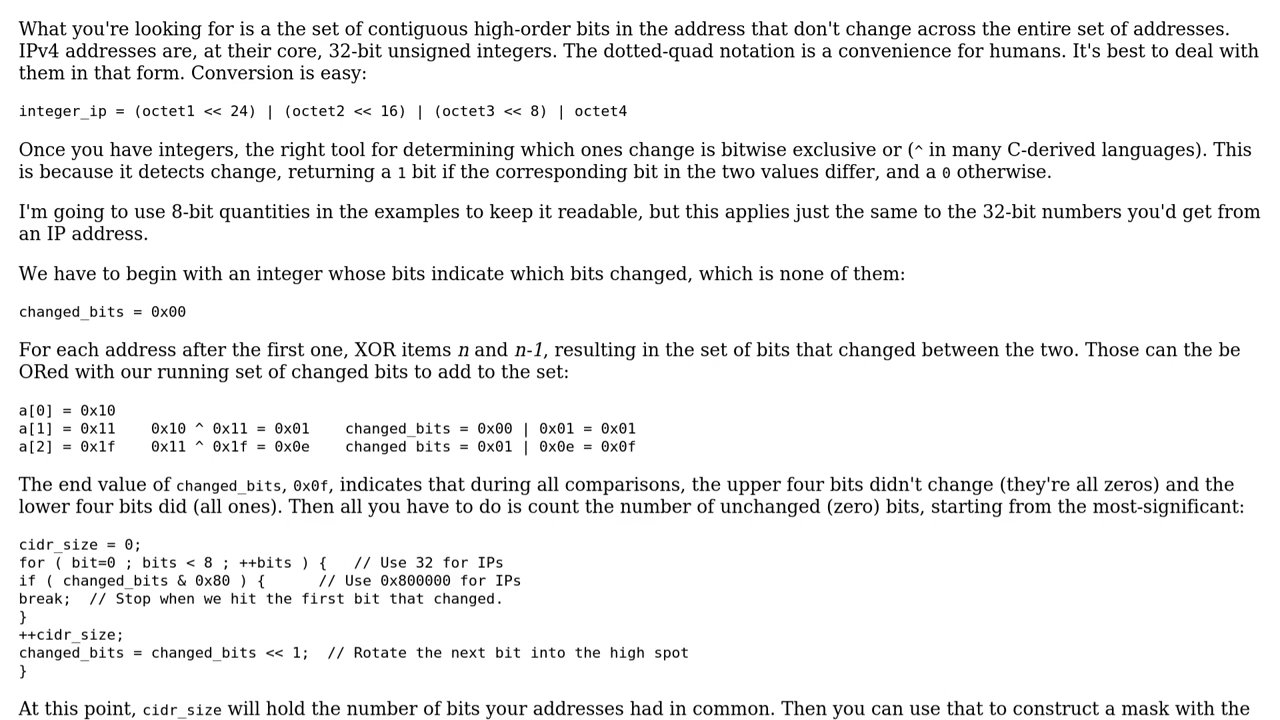 What you're looking for is a the set of contiguous high-order bits in the address that don't change across the entire set of addresses.
IPv4 addresses are, at their core, 32-bit unsigned integers. The dotted-quad notation is a convenience for humans. It's best to deal with
them in that form. Conversion is easy:
integer_ip = (octet1 << 24) | (octet2 << 16) | (octet3 << 8) | octet4
Once you have integers, the right tool for determining which ones change is bitwise exclusive or (^ in many C-derived languages). This
is because it detects change, returning a 1 bit if the corresponding bit in the two values differ, and a 0 otherwise.
I'm going to use 8-bit quantities in the examples to keep it readable, but this applies just the same to the 32-bit numbers you'd get from
an IP address.
We have to begin with an integer whose bits indicate which bits changed, which is none of them:
changed_bits = 0x00
For each address after the first one, XOR items n and n-1, resulting in the set of bits that changed between the two. Those can the be
ORed with our running set of changed bits to add to the set:
a[0] = 0x10
a[1] = 0x11    0x10 ^ 0x11 = 0x01    changed_bits = 0x00 | 0x01 = 0x01
a[2] = 0x1f    0x11 ^ 0x1f = 0x0e    changed bits = 0x01 | 0x0e = 0x0f
The end value of changed_bits, 0x0f, indicates that during all comparisons, the upper four bits didn't change (they're all zeros) and the
lower four bits did (all ones). Then all you have to do is count the number of unchanged (zero) bits, starting from the most-significant:
cidr_size = 0;
for ( bit=0 ; bits < 8 ; ++bits ) {   // Use 32 for IPs
if ( changed_bits & 0x80 ) {      // Use 0x800000 for IPs
break;  // Stop when we hit the first bit that changed.
}
++cidr_size;
changed_bits = changed_bits << 1;  // Rotate the next bit into the high spot
}
At this point, cidr_size will hold the number of bits your addresses had in common. Then you can use that to construct a mask with the